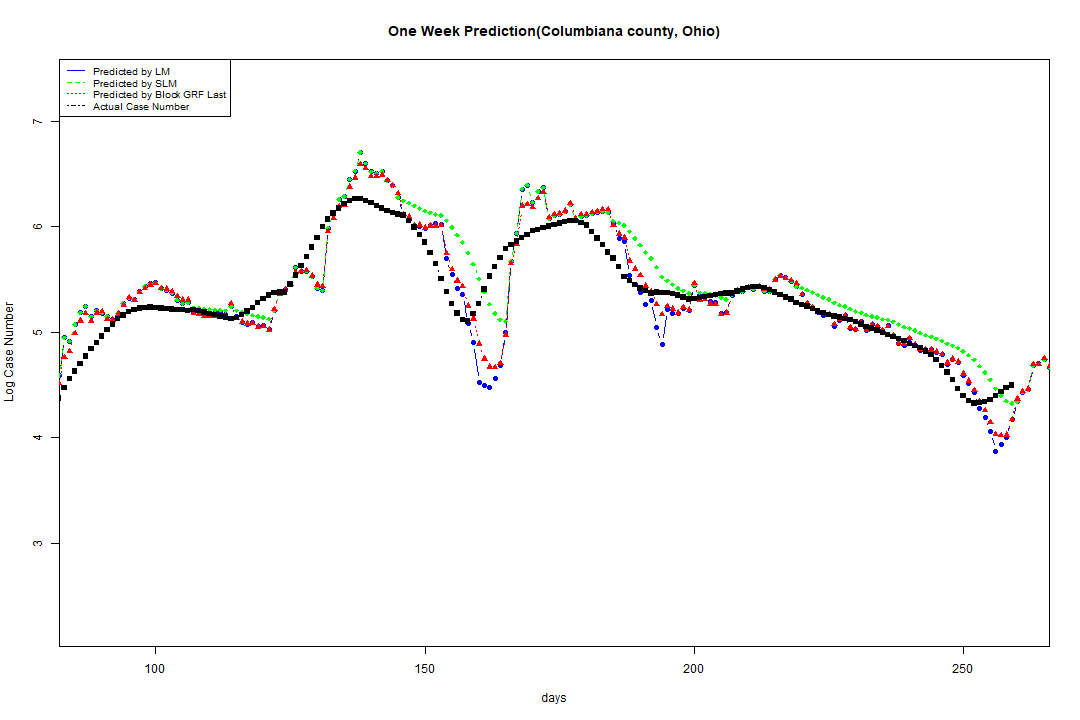 One Week Prediction(Columbiana county, Ohio)
Predicted by LM
Predicted by SLM
Predicted by Block GRF Last
Actual Case Number
7
6
5
4
3
Log Case Number
100 150 200 250
days